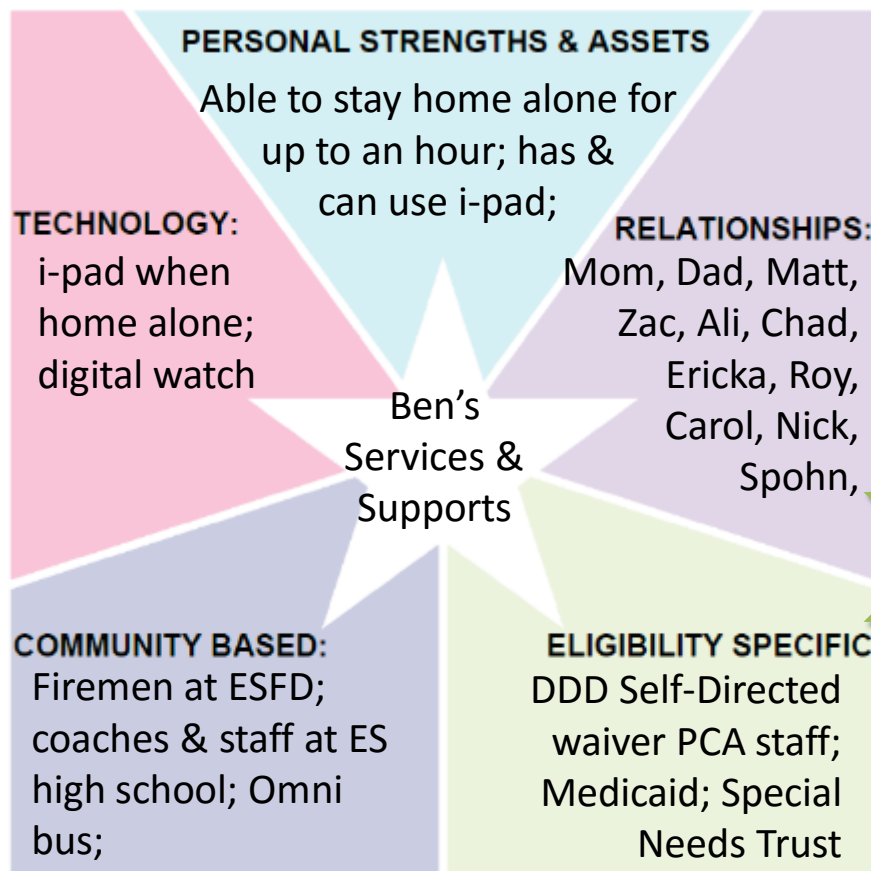 PERSONAL STRENGTHS & ASSETS
Able to stay home alone for
up to an hour; has &
can use i-pad;
TECHNOLOGY:
i-pad when
home alone;
digital watch
RELATIONSHIPS:
Mom, Dad, Matt,
Zac, Ali, Chad,
Ericka, Roy,
Carol, Nick,
Spohn,
Ben’s
Services &
Supports
COMMUNITY BASED:
Firemen at ESFD;
coaches & staff at ES
high school; Omni
bus;
ELIGIBILITY SPECIFIC
DDD Self-Directed
waiver PCA staff;
Medicaid; Special
Needs Trust